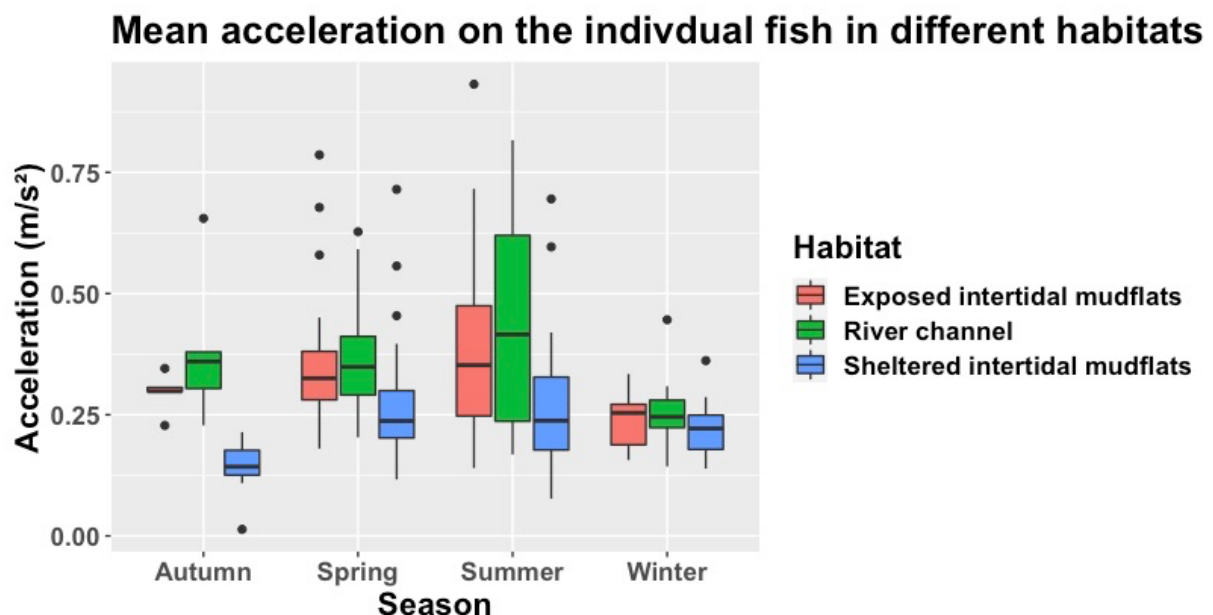 Mean acceleration on the indivdual fish in different habitats
Acceleration (m/s²)
0.75
0.50
0.25
0.00
Autumn Spring Summer Winter
Season
Habitat
Exposed intertidal mudflats
River channel
Sheltered intertidal mudflats